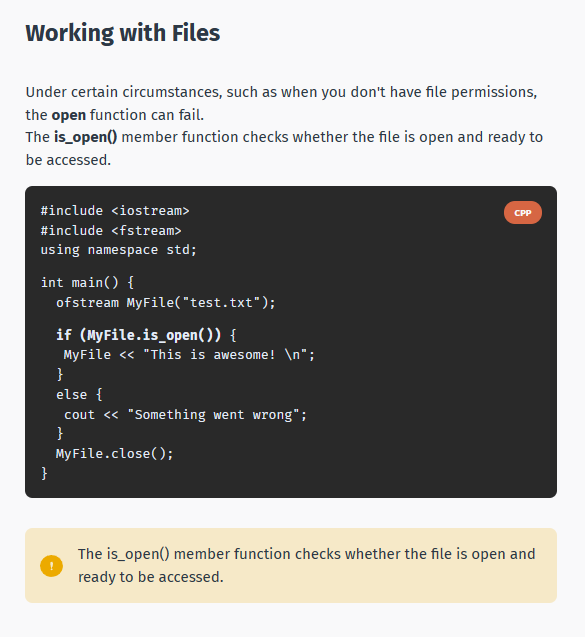 Working with Files
Under certain circumstances, such as when you don't have file permissions,
the open function can fail.
The is_open() member function checks whether the file is open and ready to
be accessed.
CPP
#include <iostream>
#include <fstream>
using namespace std;
int main() {
  ofstream MyFile("test.txt");
  if (MyFile.is_open()) {
   MyFile << "This is awesome! \n";
  }
  else {
   cout << "Something went wrong";
  }
  MyFile.close();
}
! The is_open() member function checks whether the file is open and
ready to be accessed.